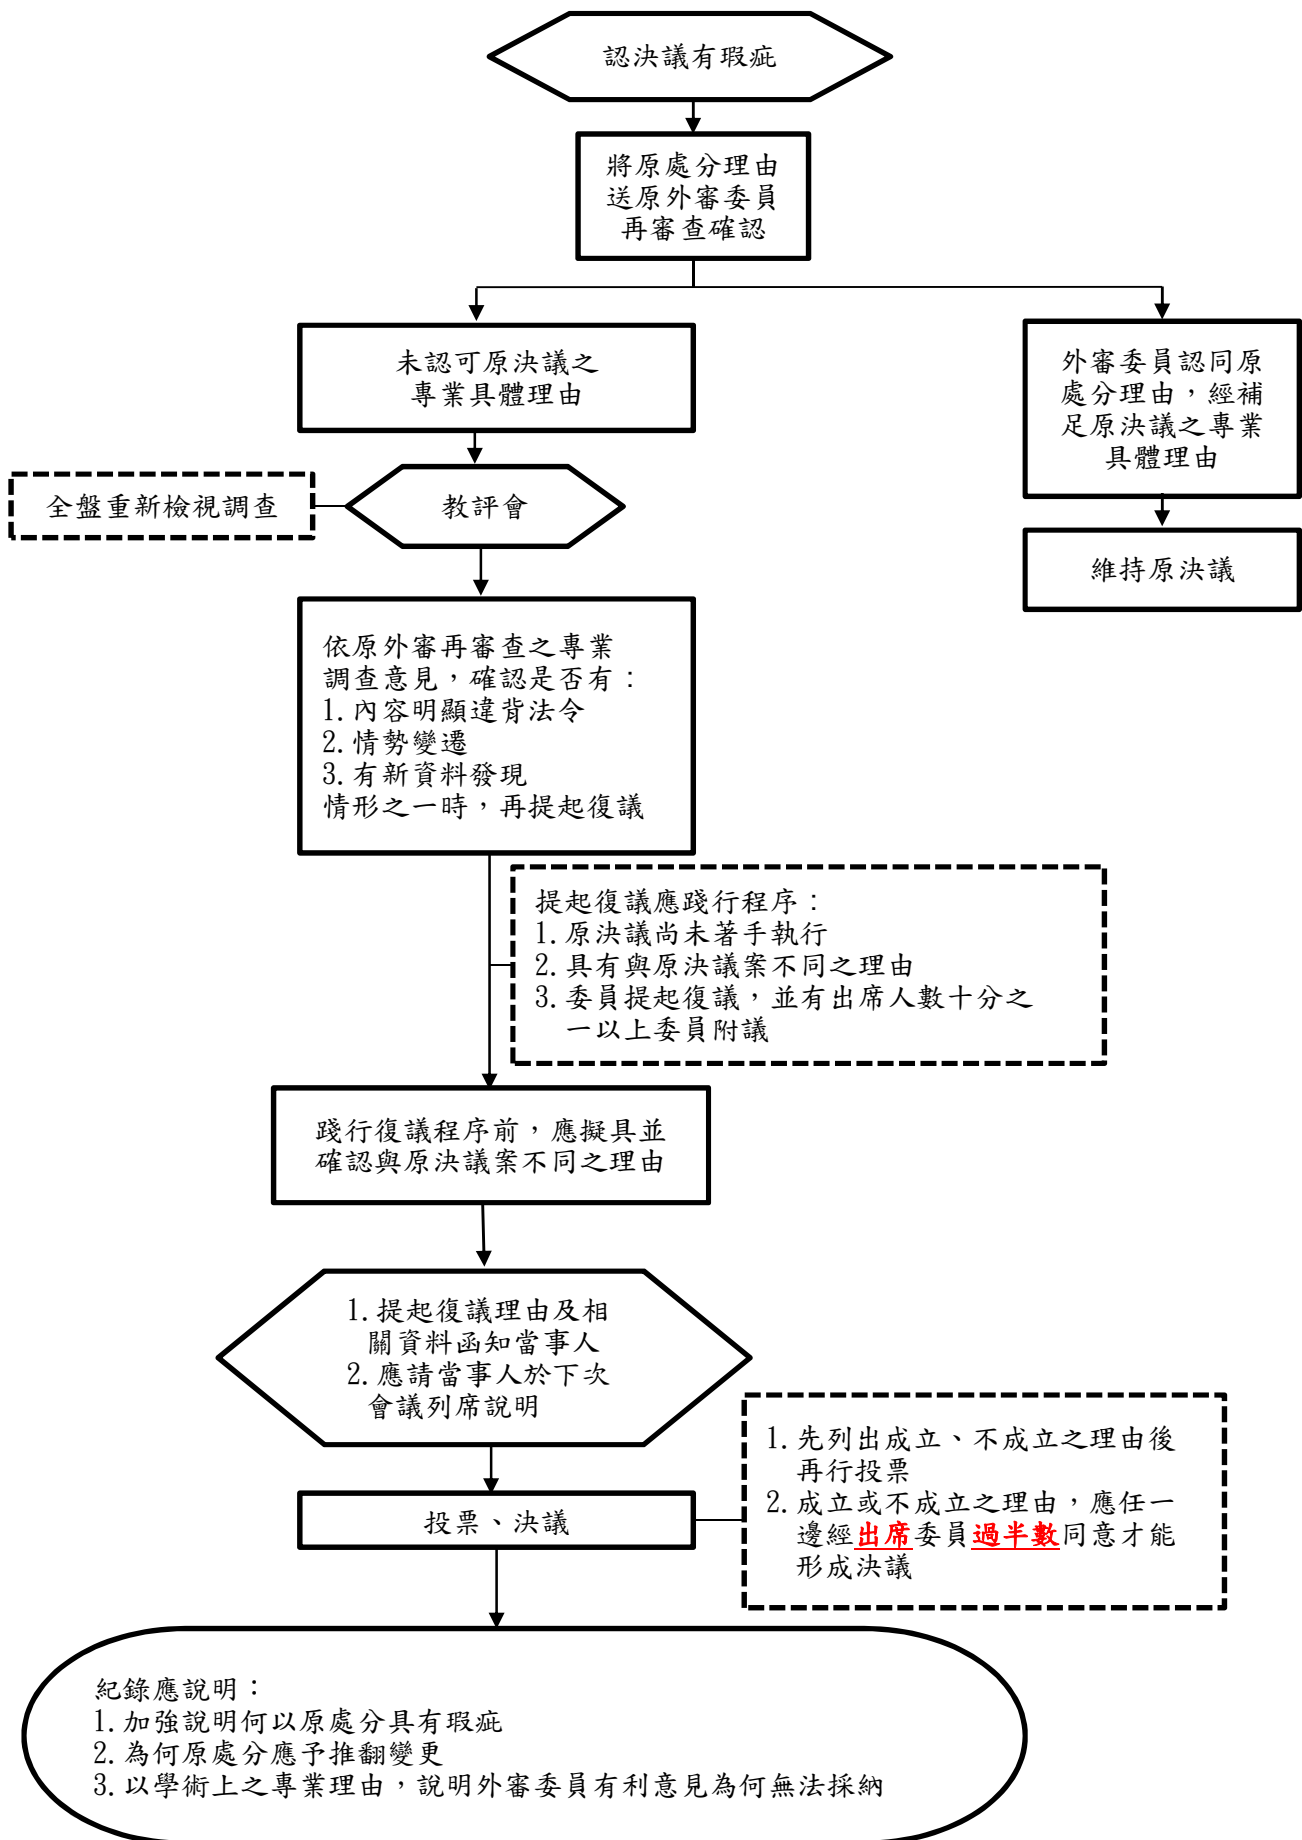 認決議有瑕疵
將原處分理由
送原外審委員
再審查確認
未認可原決議之
專業具體理由
外審委員認同原
處分理由，經補
足原決議之專業
具體理由
全盤重新檢視調查
教評會
維持原決議
依原外審再審查之專業
調查意見，確認是否有：
1.內容明顯違背法令
2.情勢變遷
3.有新資料發現
情形之一時，再提起復議
提起復議應踐行程序：
1.原決議尚未著手執行
2.具有與原決議案不同之理由
3.委員提起復議，並有出席人數十分之
一以上委員附議
踐行復議程序前，應擬具並
確認與原決議案不同之理由
1.提起復議理由及相
關資料函知當事人
2.應請當事人於下次
會議列席說明
1.先列出成立、不成立之理由後
再行投票
2.成立或不成立之理由，應任一
邊經出席委員過半數同意才能
形成決議
投票、決議
紀錄應說明：
1.加強說明何以原處分具有瑕疵
2.為何原處分應予推翻變更
3.以學術上之專業理由，說明外審委員有利意見為何無法採納